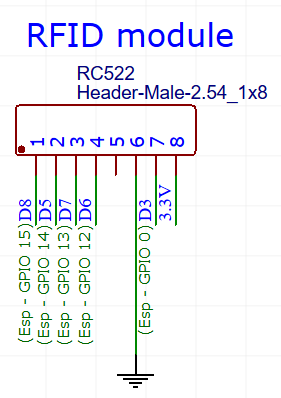 RFID module
RC522
Header-Male-2.54_1x8
1 2 3 4 5 6 7 8
D8
(Esp - GPIO 15)
D5
(Esp - GPIO 14)
D7
(Esp - GPIO 13)
D6
(Esp - GPIO 12)
D3
(Esp - GPIO 0)
3.3V